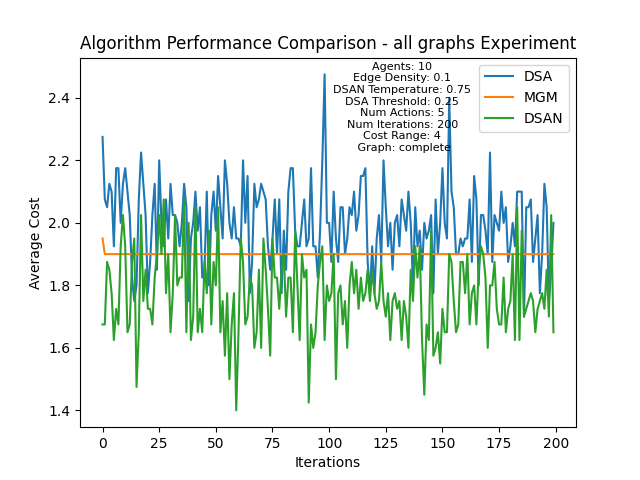 Algorithm Performance Comparison - all graphs Experiment
Agents: 10
Edge Density: 0.1
DSAN Temperature: 0.75
DSA Threshold: 0.25
Num Actions: 5
Num Iterations: 200
Cost Range: 4
Graph: complete
DSA
MGM
DSAN
Average Cost
2.4
2.2
2.0
1.8
1.6
1.4
0 25 50 75 100 125 150 175 200
Iterations